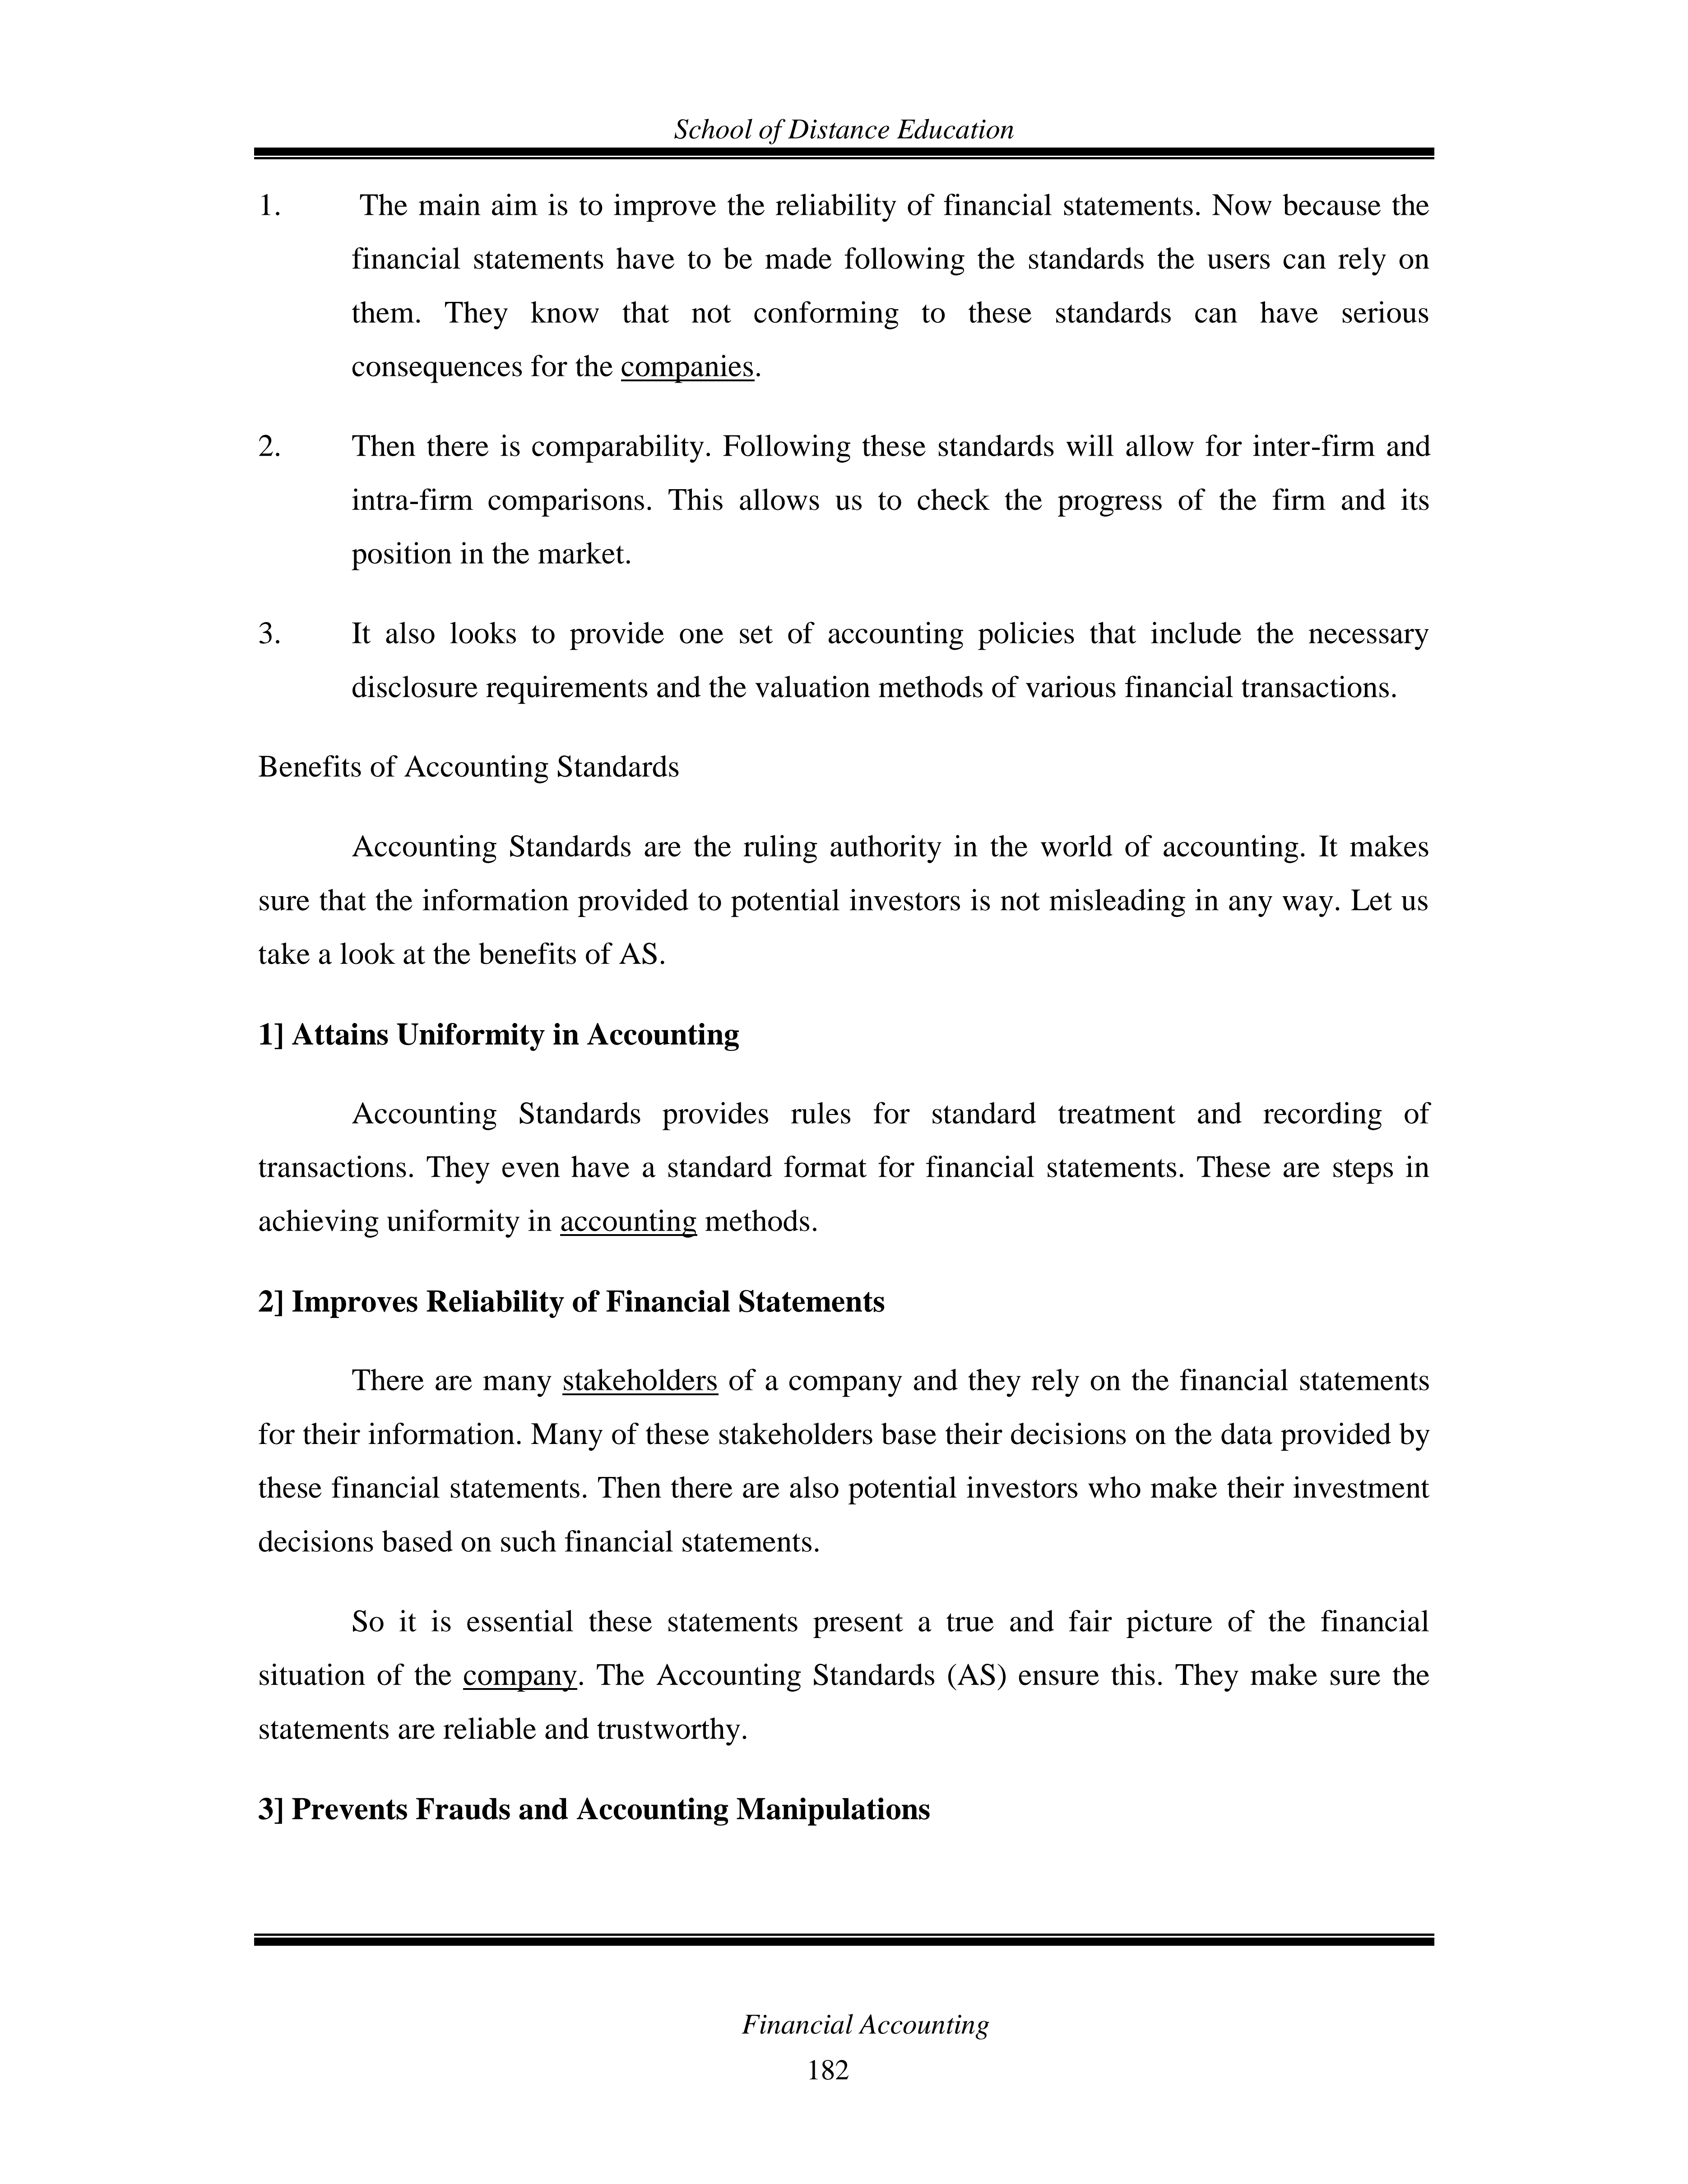 School of Distance Education
1. The main aim is to improve the reliability of financial statements. Now because the
financial statements have to be made following the standards the users can rely on
them. They know that not conforming to these standards can have serious
consequences for the companies.
2. Then there is comparability. Following these standards will allow for inter-firm and
intra-firm comparisons. This allows us to check the progress of the firm and its
position in the market.
3. It also looks to provide one set of accounting policies that include the necessary
disclosure requirements and the valuation methods of various financial transactions.
Benefits of Accounting Standards
Accounting Standards are the ruling authority in the world of accounting. It makes
sure that the information provided to potential investors is not misleading in any way. Let us
take a look at the benefits of AS.
1] Attains Uniformity in Accounting
Accounting Standards provides rules for standard treatment and recording of
transactions. They even have a standard format for financial statements. These are steps in
achieving uniformity in accounting methods.
2] Improves Reliability of Financial Statements
There are many stakeholders of a company and they rely on the financial statements
for their information. Many of these stakeholders base their decisions on the data provided by
these financial statements. Then there are also potential investors who make their investment
decisions based on such financial statements.
So it is essential these statements present a true and fair picture of the financial
situation of the company. The Accounting Standards (AS) ensure this. They make sure the
statements are reliable and trustworthy.
3] Prevents Frauds and Accounting Manipulations
Financial Accounting
182